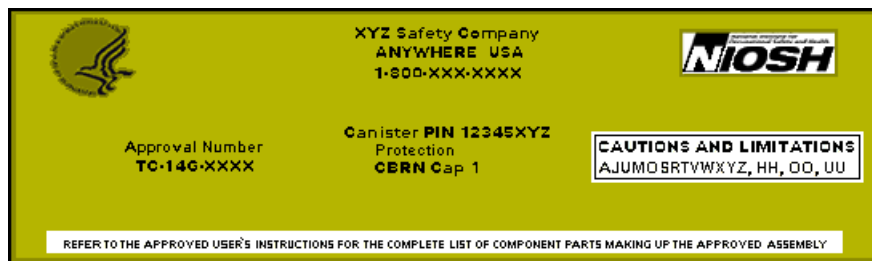 XYZ Safety Company
ANYWHERE USA
1-800-XXX-XXXX
NIOSH
Canister PIN 12345XYZ
Approval Number
Protection
TC-14G-XXXX
CBRN Cap 1
CAUTIONS AND LIMITATIONS
AJUMOSRTVWXYZ, HH, OO, UU
REFER TO THE APPROVED USER'S INSTRUCTIONS FOR THE COMPLETE LIST OF COMPONENT PARTS MAKING UP THE APPROVED ASSEMBLY